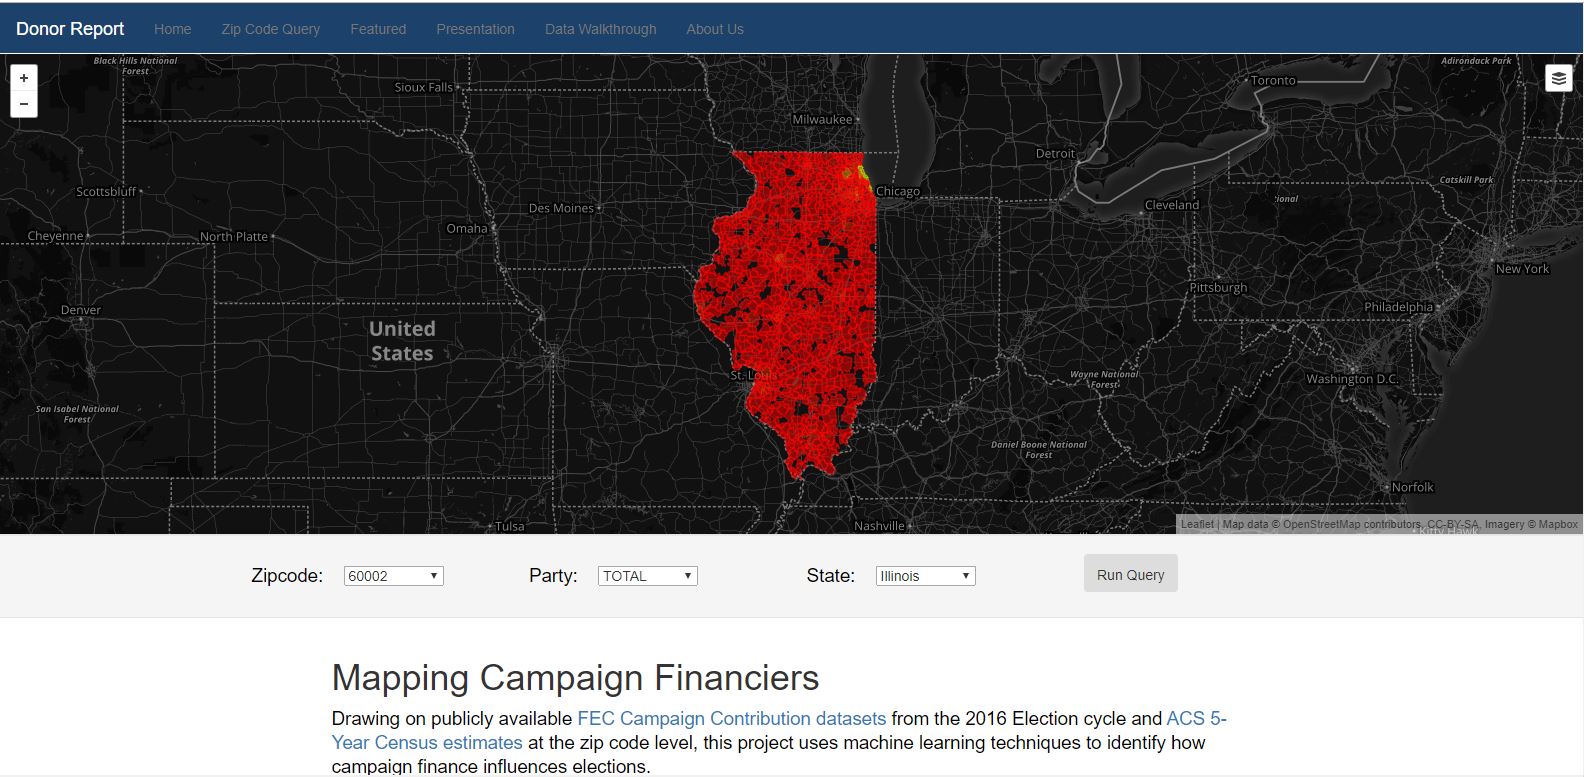 Donor Report Home Zip Code Query Featured Presentation Data Walkthrough About Us
Black Hills National
Forest
Adirondack Park
+
Toronto
Sioux Falls
−
Milwaukee
Detroit
Catskill Park
Scottsbluff
Chicago
ional
Cleveland
Des Moines
Omaha
Cheyenne
North Platte
New York
Pittsburgh
Denver
Philadelphia
United
States
St. Louis
Wayne National
Forest
Washington D.C.
San Isabel National
Forest
Daniel Boone National
Forest
Norfolk
Tulsa
Nashville
Leaflet | Map data © OpenStreetMap contributors, CC-BY-SA, Imagery © Mapbox
Kitty Hawk
Zipcode: 60002 Party: TOTAL State: Illinois Run Query
Mapping Campaign Financiers
Drawing on publicly available FEC Campaign Contribution datasets from the 2016 Election cycle and ACS 5-
Year Census estimates at the zip code level, this project uses machine learning techniques to identify how
campaign finance influences elections.